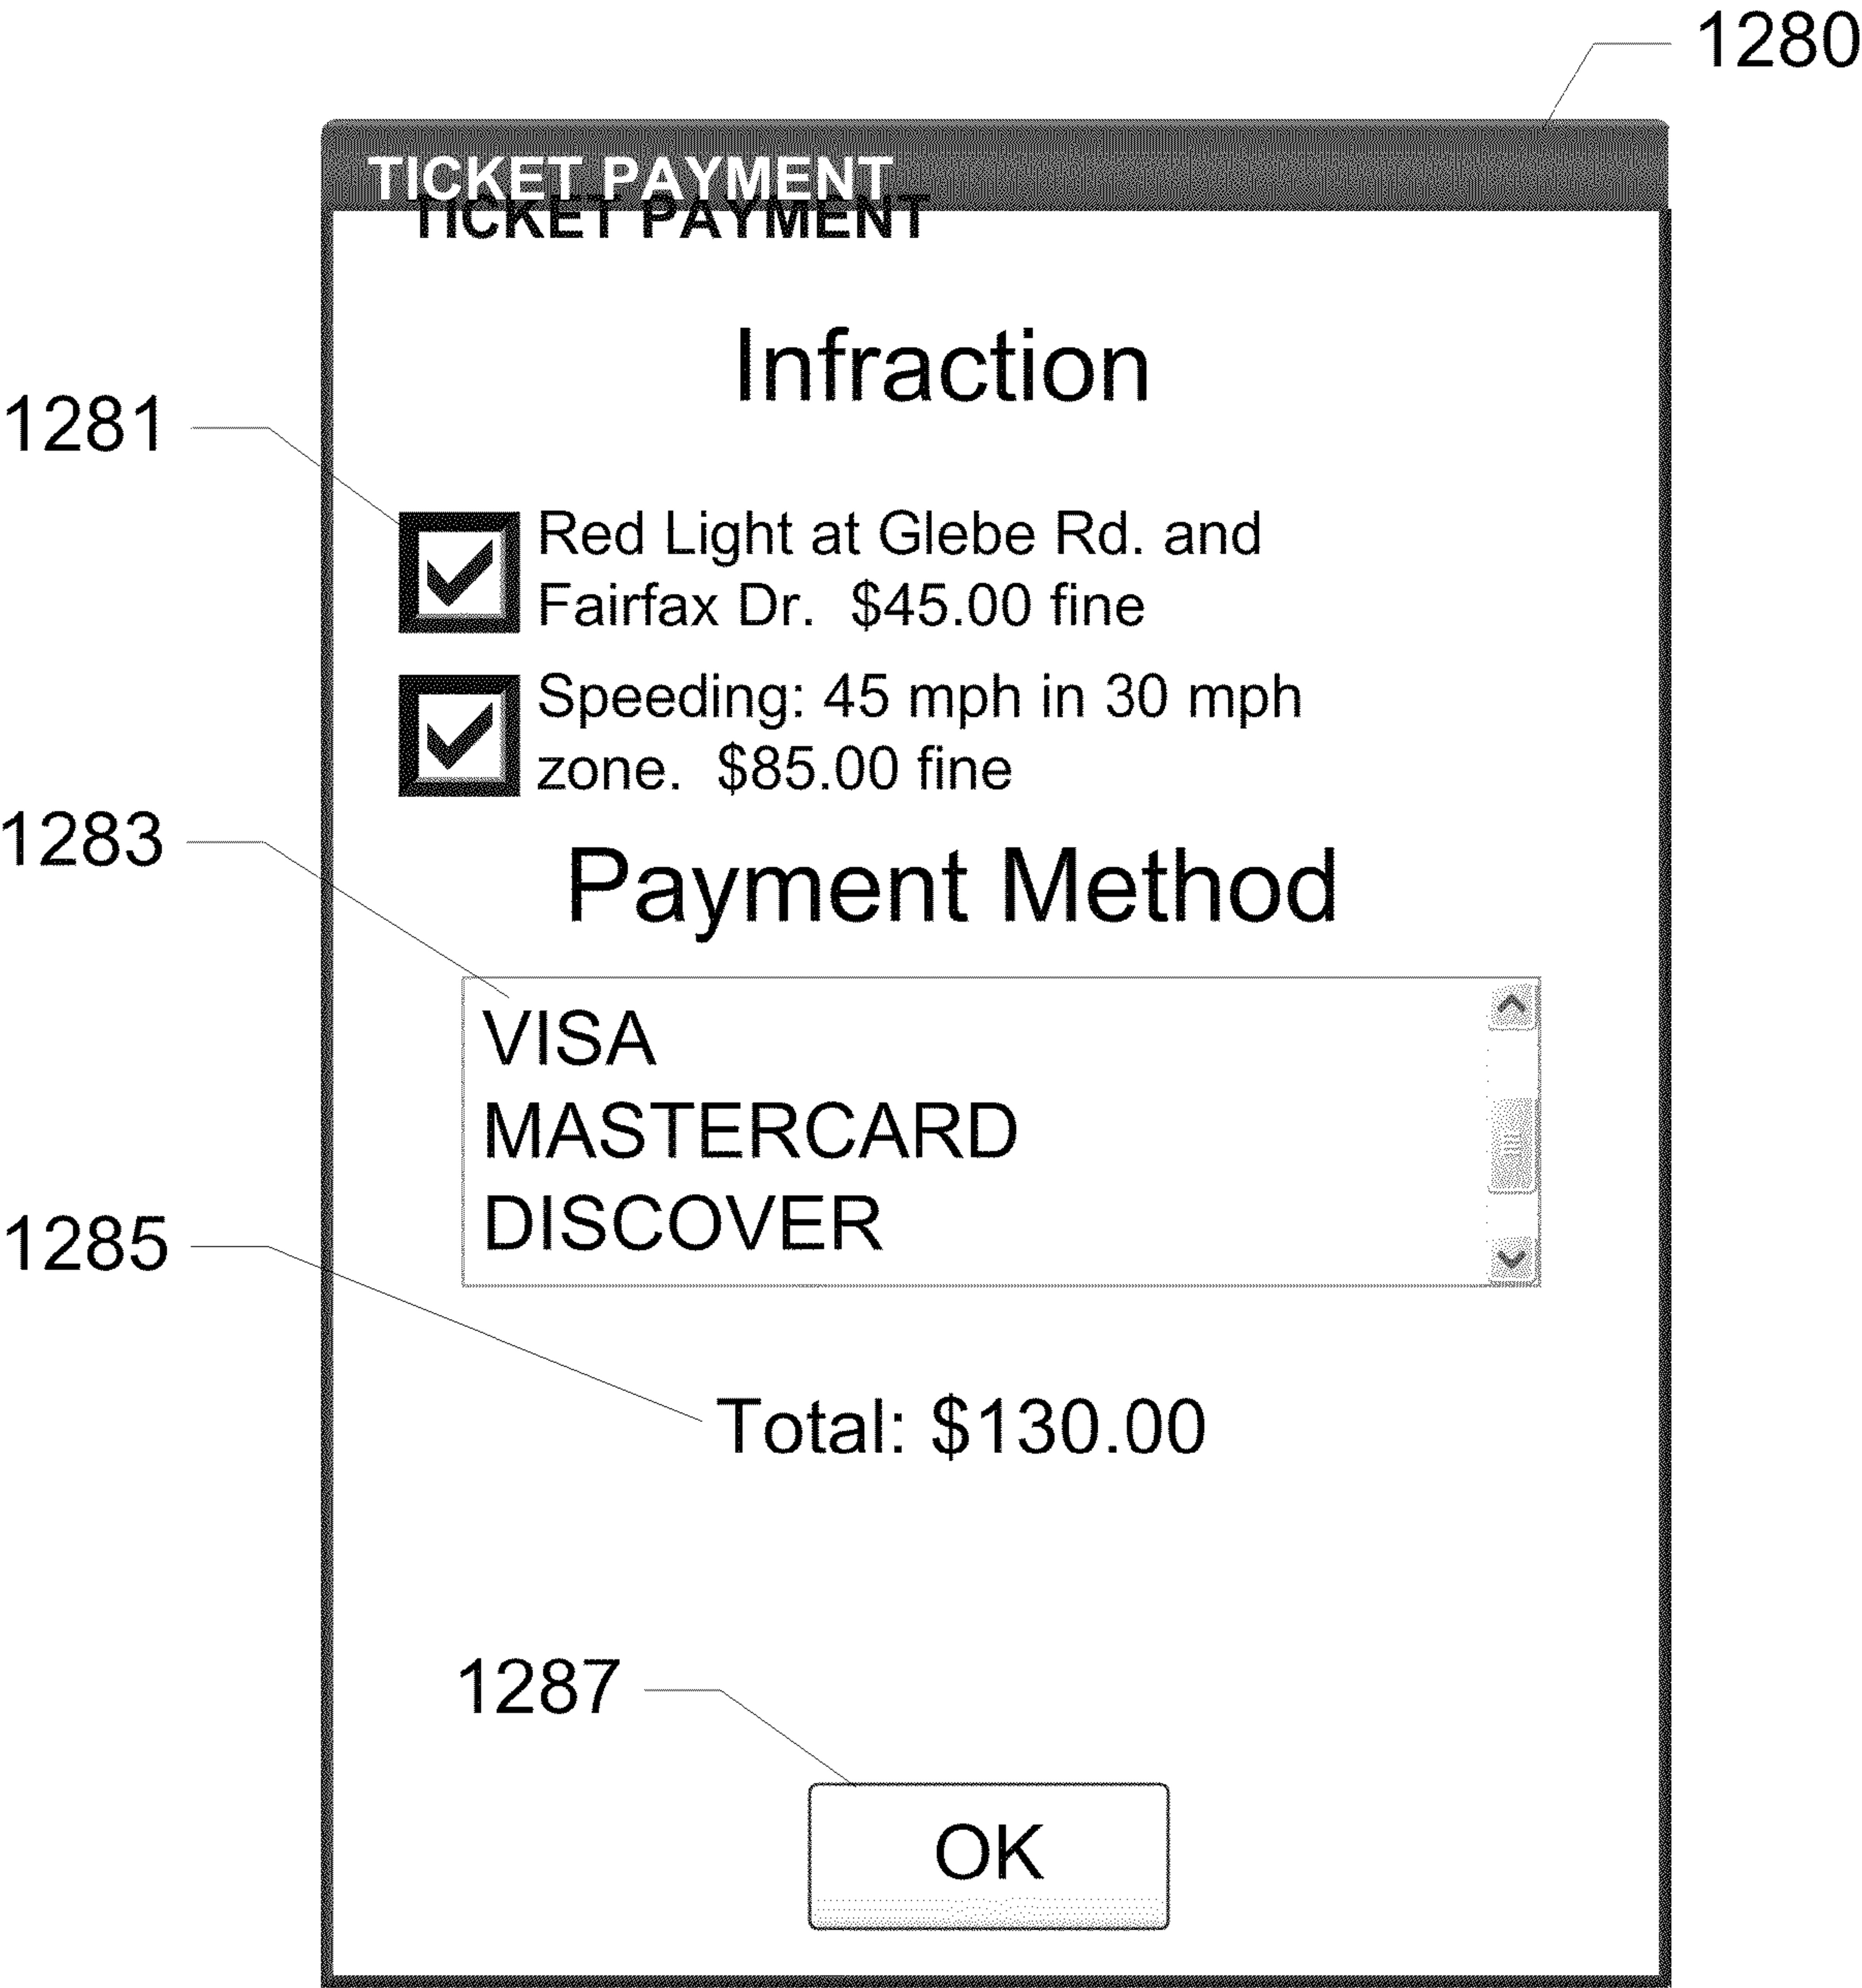 1280
TICKET PAYMENT
TICKET PAYMENT
Infraction
1281
Red Light at Glebe Rd. and
Fairfax Dr.  $45.00 fine
Speeding: 45 mph in 30 mph
zone.  $85.00 fine
1283
Payment Method
VISA
MASTERCARD
DISCOVER
1285
Total: $130.00
1287
OK